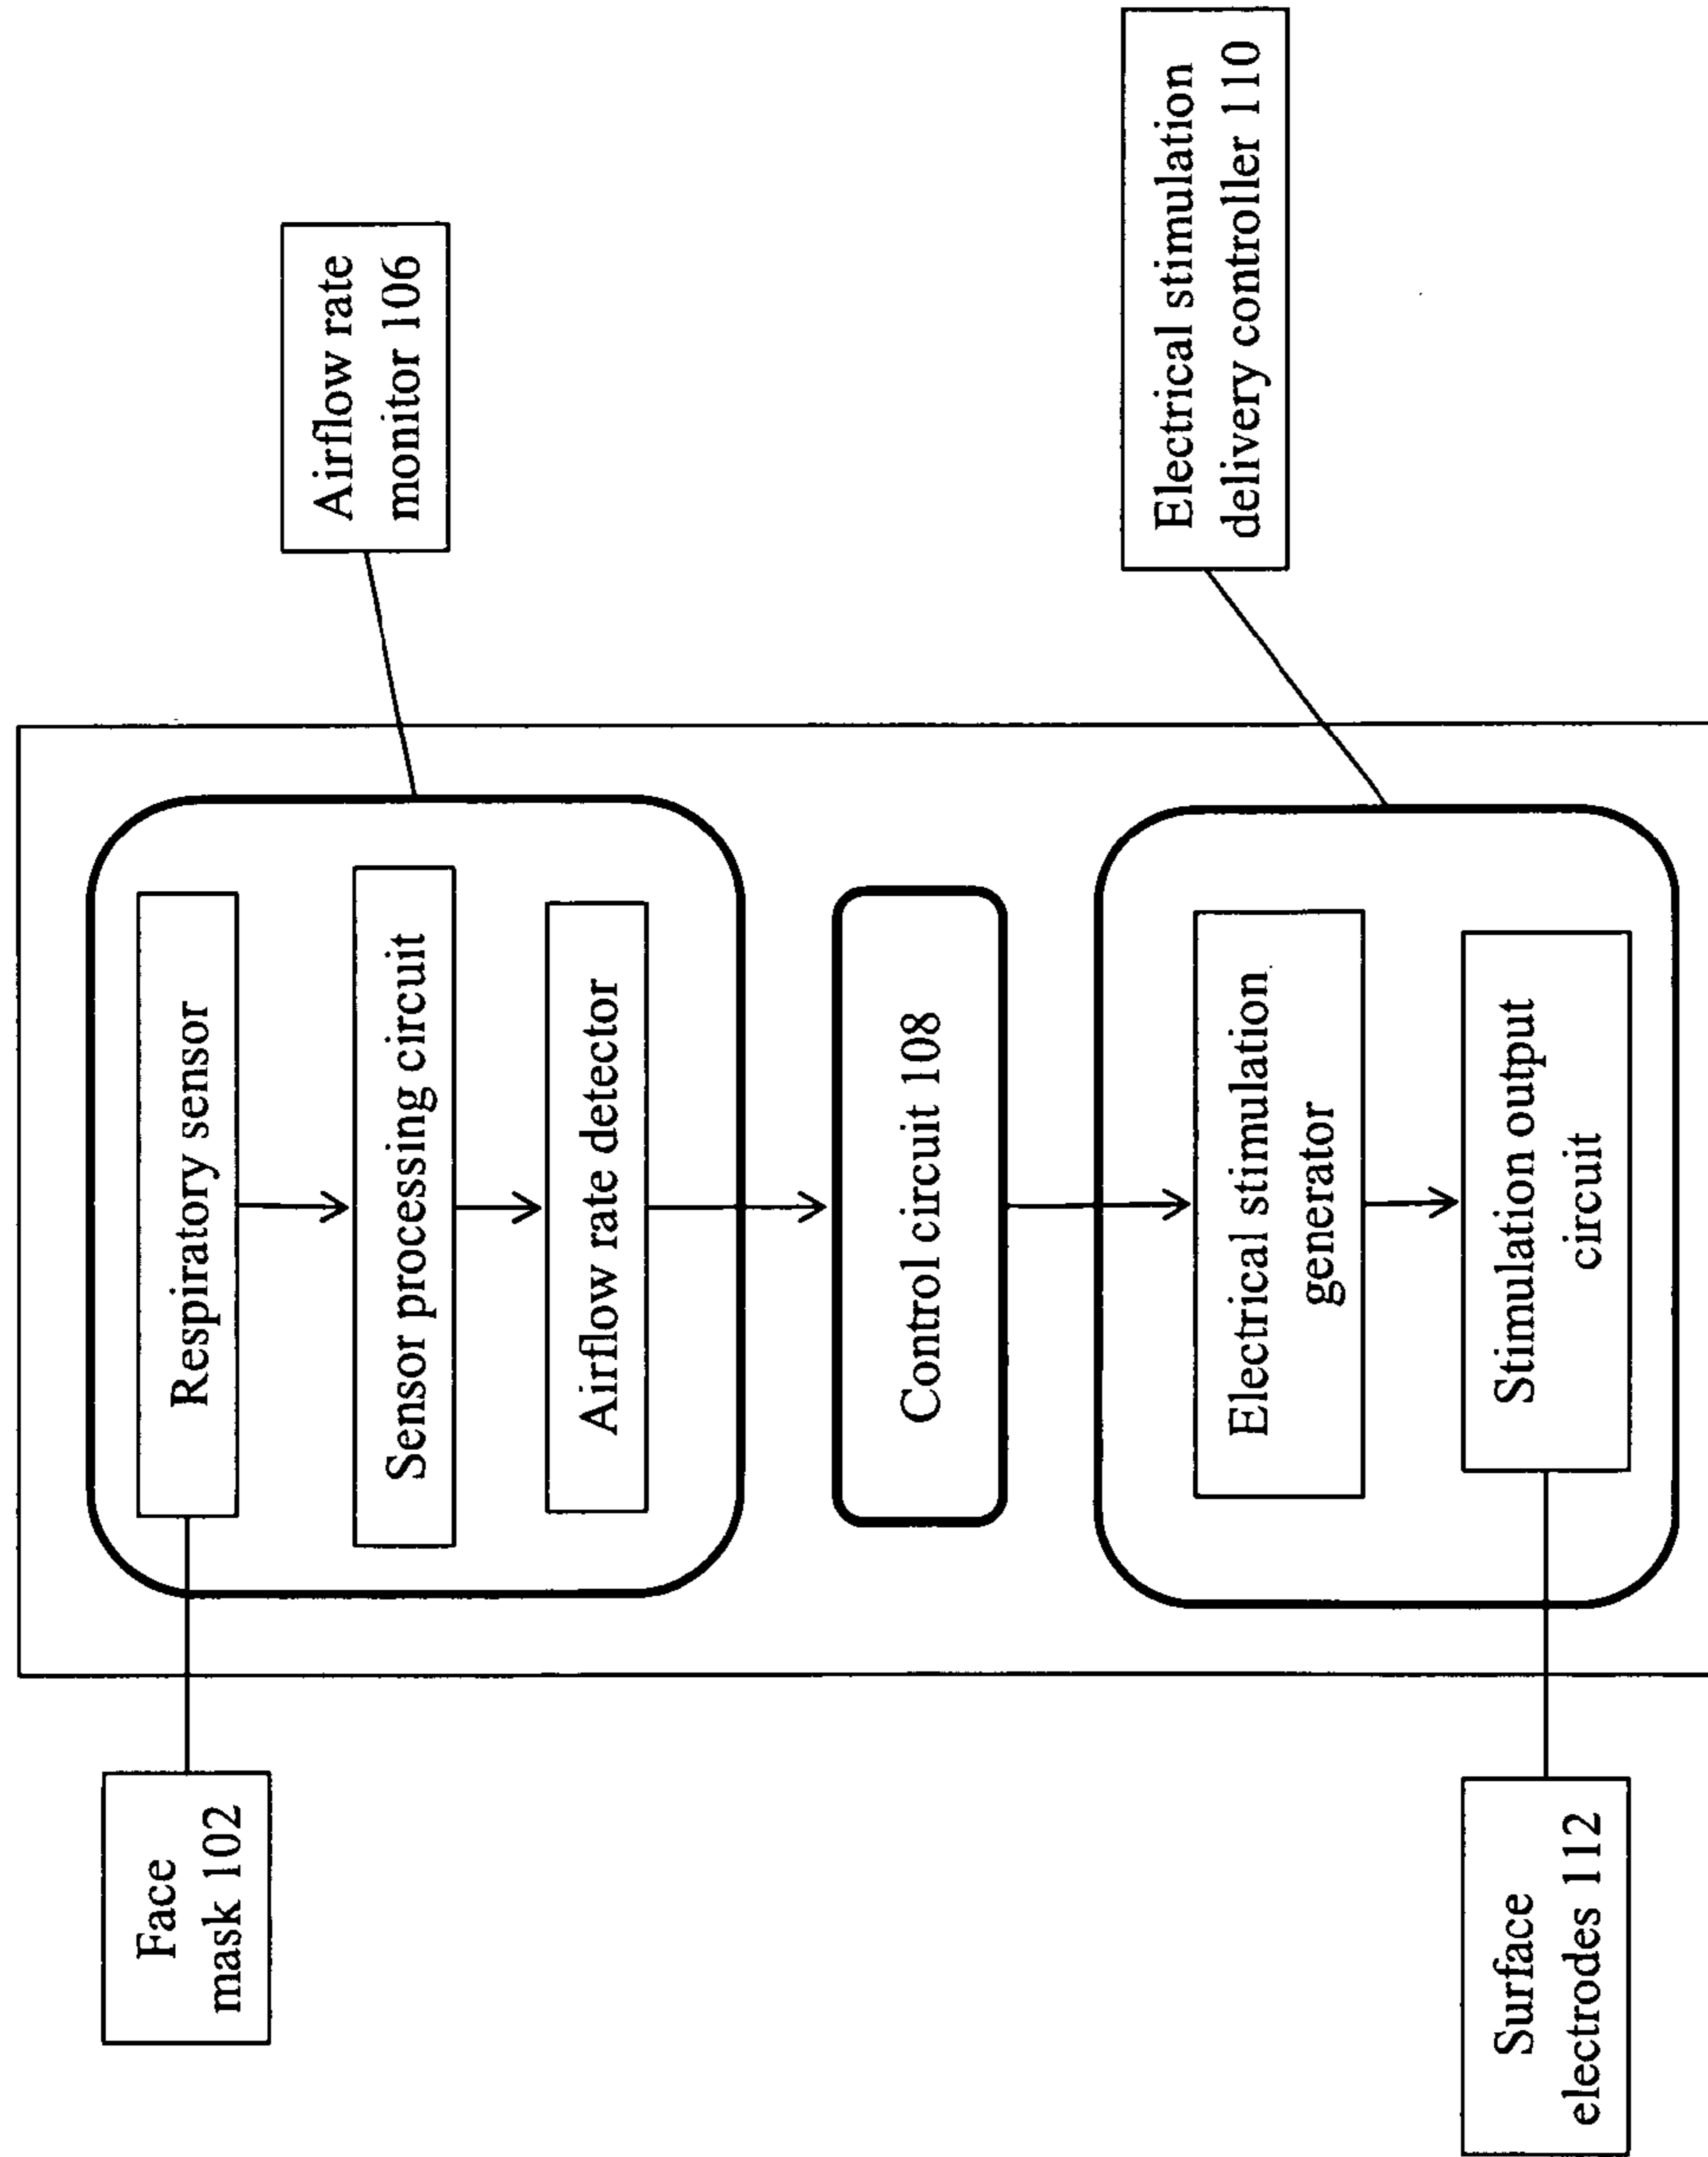 Face
mask 102
Respiratory sensor
Sensor processing circuit
Airflow rate detector
Airflow rate
monitor 106
Control circuit 108
Electrical stimulation
generator
Stimulation output
circuit
Electrical stimulation
delivery controller 110
Surface
electrodes 112